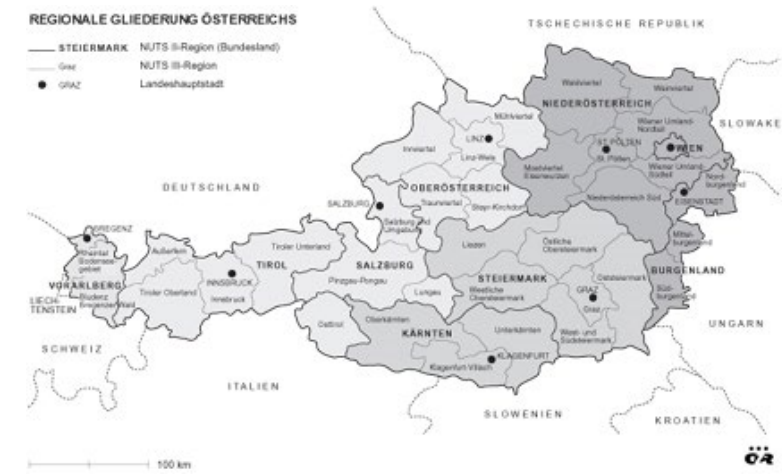 REGIONALE GLIEDERUNG ÖSTERREICHS
STEIERMARK NUTS II-Region (Bundesland)
Graz NUTS III-Region
GRAZ Landeshauptstadt
TSCHECHISCHE REPUBLIK
SLOWAKE
DEUTSCHLAND
LIECH-
TENSTEIN
SCHWEIZ
ITALIEN
SLOWENIEN
KROATIEN
UNGARN
NIEDERÖSTERREICH
Waldviertel
Weinviertel
Wiener Umland-
Nordteil
WIEN
ST. PÖLTEN
St. Pölten
Mostviertel
Eisenwurzen
Wiener Umland-
Südteil
Niederösterreich Süd
EISENSTADT
Nord-
burgenland
Mittel-
burgenland
BURGENLAND
Süd-
burgenland
Mühlviertel
LINZ
Innviertel
Linz-Wels
OBERÖSTERREICH
Traunviertel
Steyr-Kirchdorf
SALZBURG
Salzburg und
Umgebung
SALZBURG
Pinzgau-Pongau
Lungau
Liezen
Östliche
Obersteiermark
STEIERMARK
Westliche
Obersteiermark
Oststeiermark
GRAZ
Graz
West- und
Südsteiermark
KÄRNTEN
Oberkärnten
Unterkärnten
KLAGENFURT
Klagenfurt-Villach
Osttirol
TIROL
Tiroler Unterland
Außerfern
Tiroler Oberland
INNSBRUCK
Innsbruck
BREGENZ
Rheintal
Bodensee-
gebiet
VORARLBERG
Bludenz
Bregenzer Wald
100 km